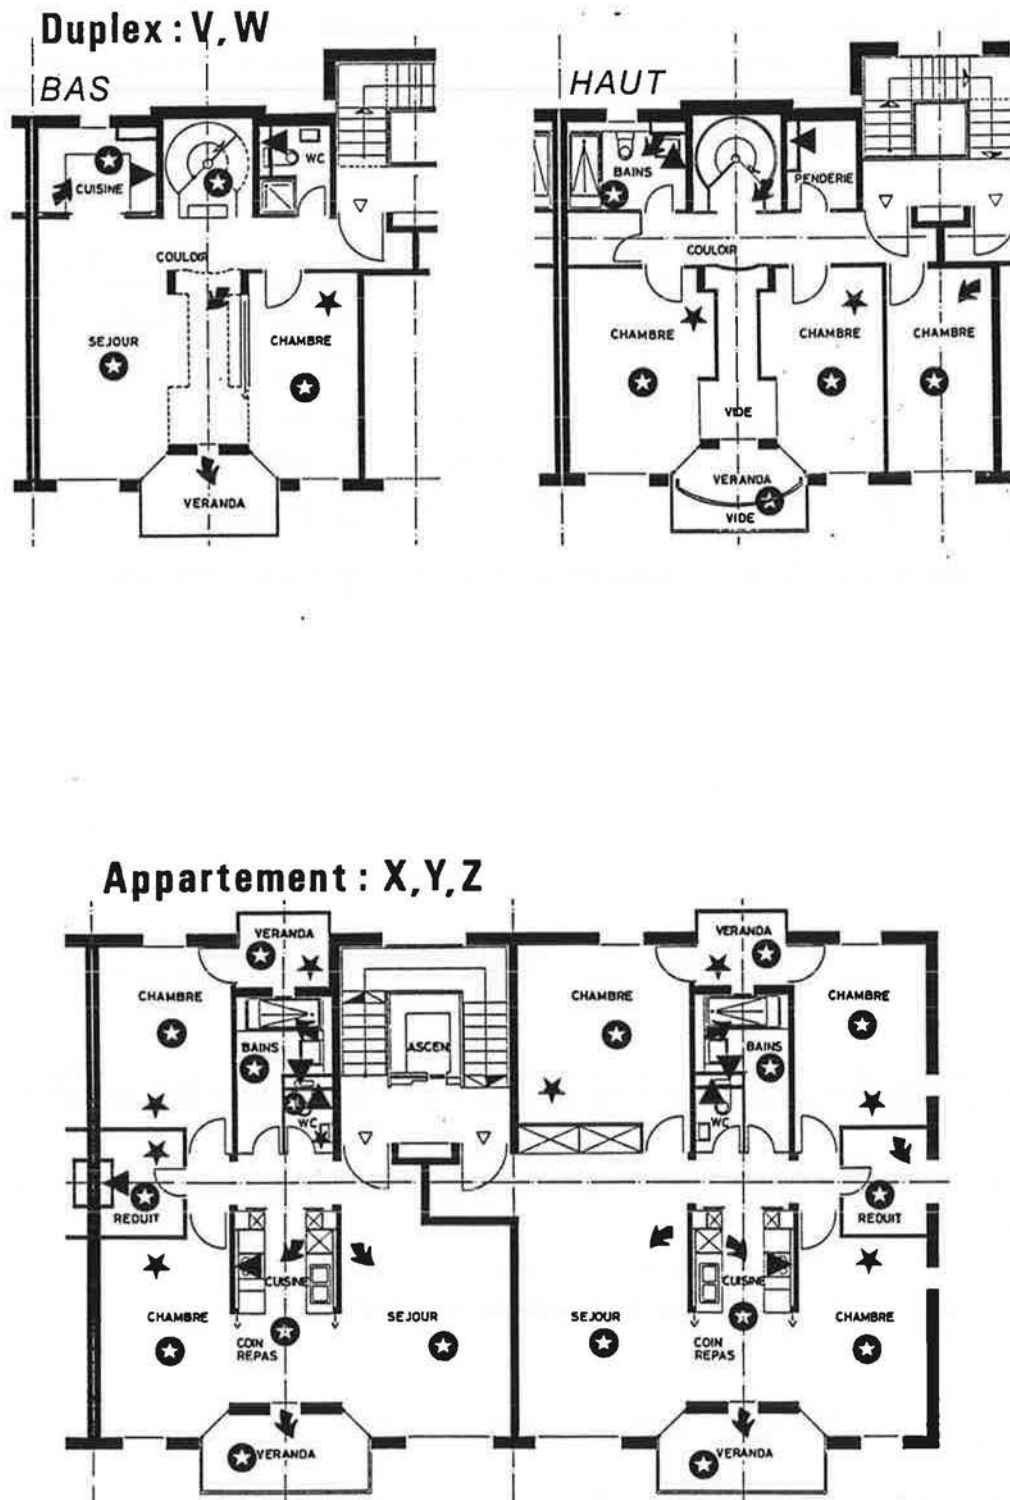 Duplex : V, W
BAS
HAUT
CUISINE
WC
COULOIR
SEJOUR
CHAMBRE
VERANDA
BAINS
PENDERIE
COULOIR
CHAMBRE
CHAMBRE
CHAMBRE
VIDE
VERANDA
VIDE
Appartement : X, Y, Z
VERANDA
VERANDA
CHAMBRE
CHAMBRE
CHAMBRE
BAINS
ASCEN
BAINS
WC
WC
REDUIT
REDUIT
CUISINE
CUISINE
CHAMBRE
SEJOUR
SEJOUR
CHAMBRE
COIN
REPAS
COIN
REPAS
VERANDA
VERANDA